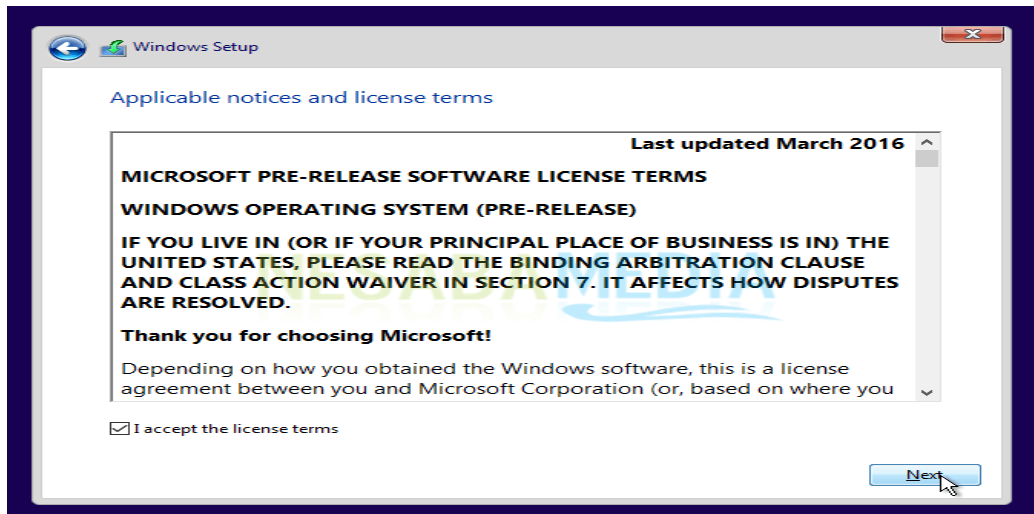 Windows Setup
Applicable notices and license terms
Last updated March 2016
MICROSOFT PRE-RELEASE SOFTWARE LICENSE TERMS
WINDOWS OPERATING SYSTEM (PRE-RELEASE)
IF YOU LIVE IN (OR IF YOUR PRINCIPAL PLACE OF BUSINESS IS IN) THE
UNITED STATES, PLEASE READ THE BINDING ARBITRATION CLAUSE
AND CLASS ACTION WAIVER IN SECTION 7. IT AFFECTS HOW DISPUTES
ARE RESOLVED.
NESABAMEDIA
Thank you for choosing Microsoft!
Depending on how you obtained the Windows software, this is a license
agreement between you and Microsoft Corporation (or, based on where you
I accept the license terms
Next